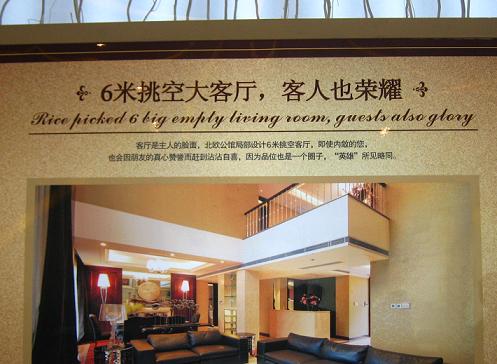 6米挑空大客厅，客人也荣耀
Rice picked 6 big empty living room, guests also glory
客厅是主人的脸面，北欧公馆局部设计6米挑空客厅，即使内敛的您，
也会因朋友的真心赞誉而赶到沾沾自喜，因为品位也是一个圈子，“英雄”所见略同。